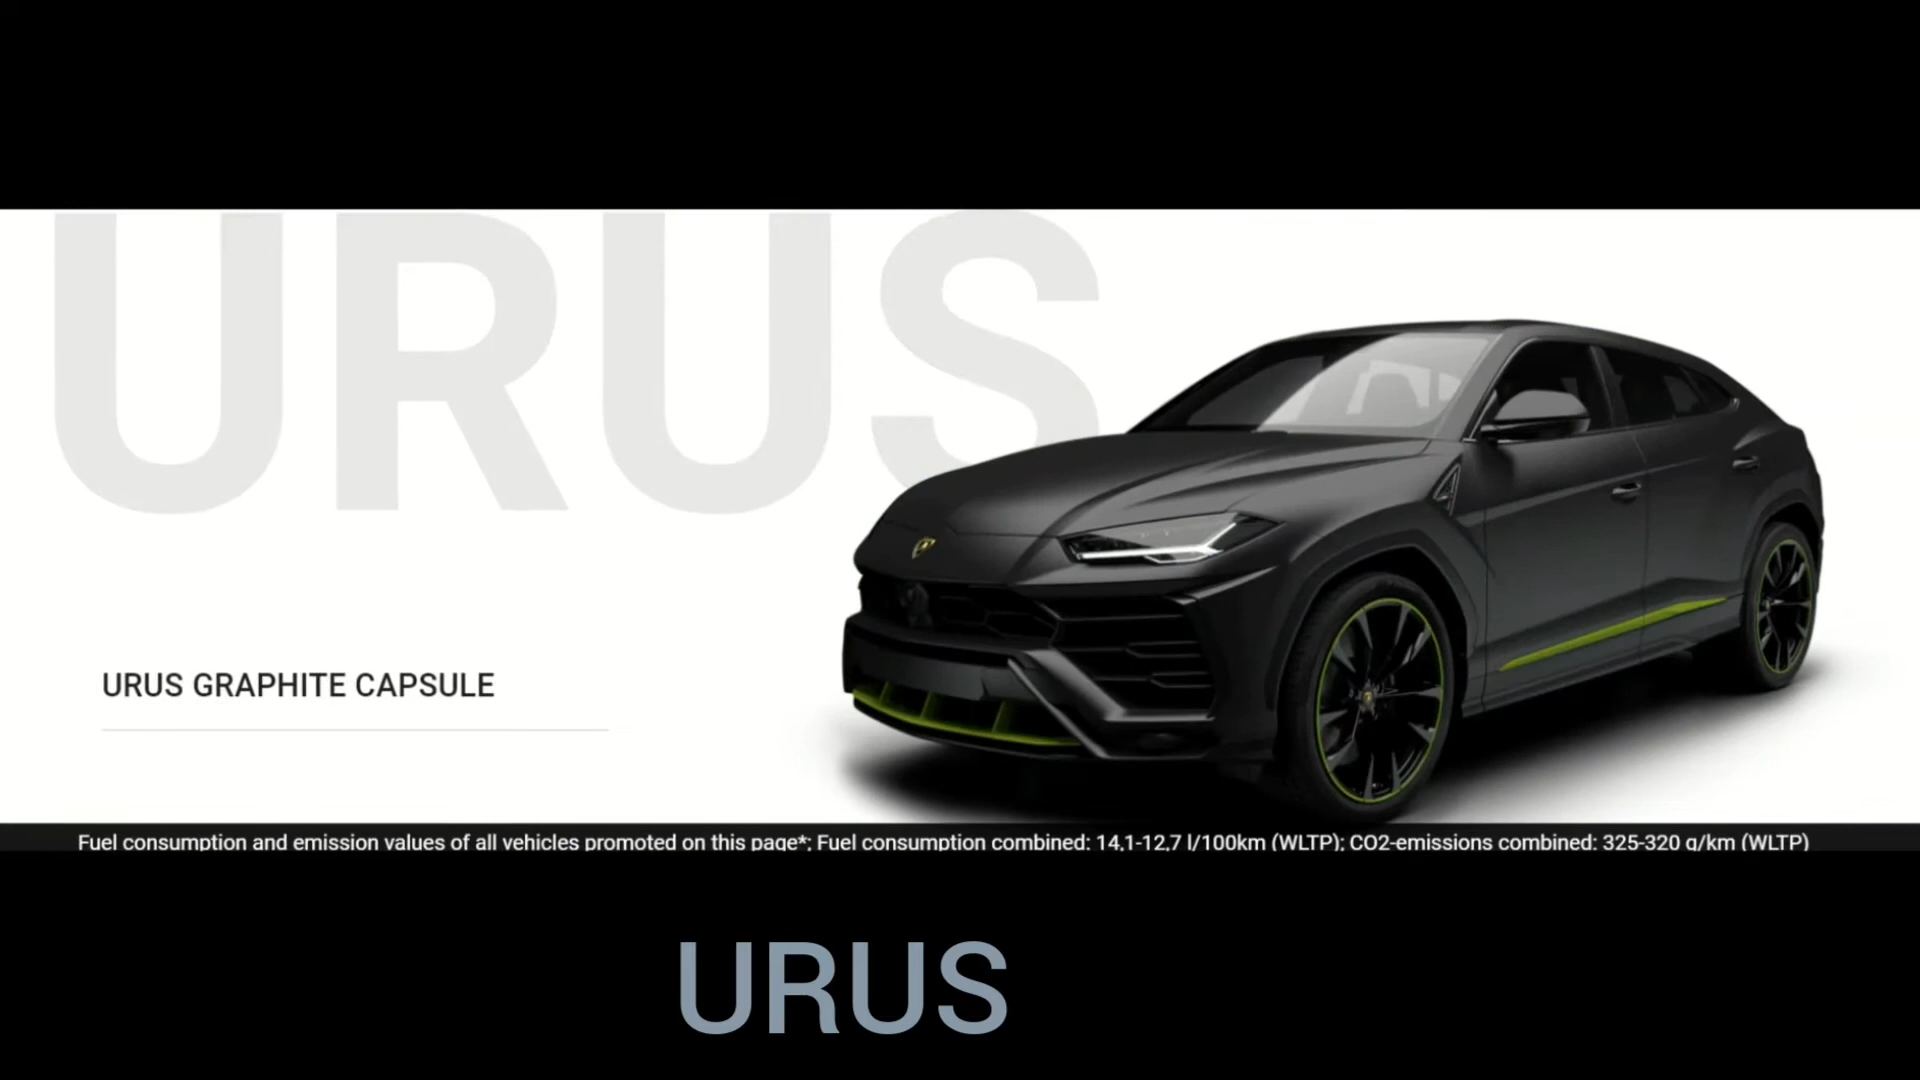 URUS
URUS GRAPHITE CAPSULE
Fuel consumption and emission values of all vehicles promoted on this page*; Fuel consumption combined: 14,1-12,7 l/100km (WLTP); CO2-emissions combined: 325-320 g/km (WLTP)
URUS